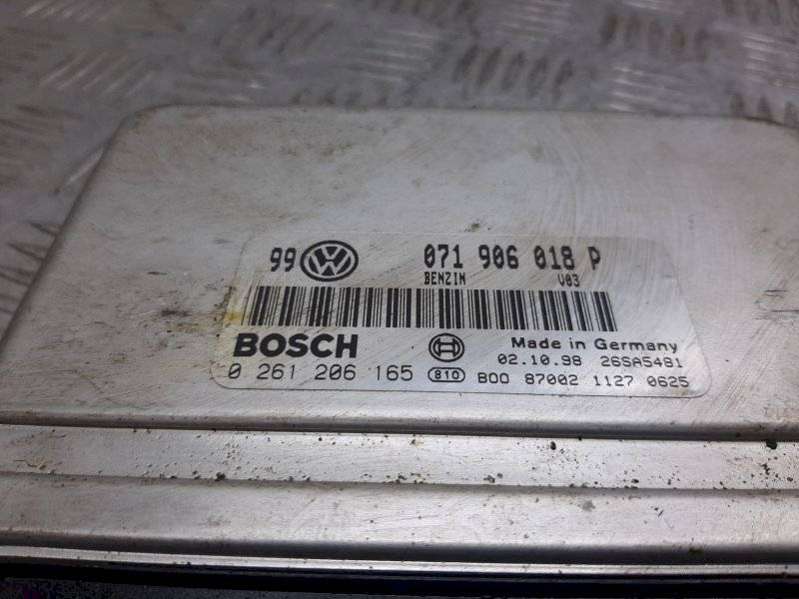 99 VW 071 906 018 P
BENZIN V03
BOSCH Made in Germany
02.10.98 26SA5481
0 261 206 165 810 B00 87002 1127 0625